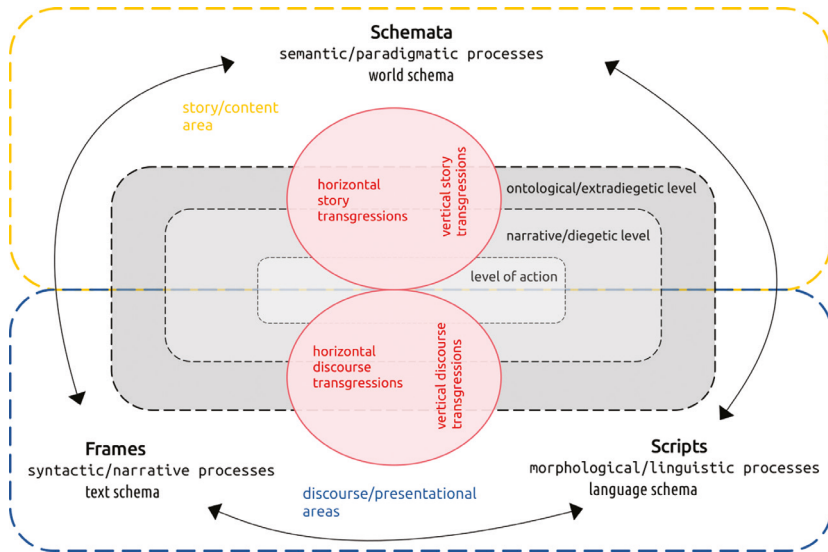 Schemata
semantic/paradigmatic processes
world schema
story/content
area
horizontal
story
transgressions
vertical story
transgressions
ontological/extradiegetic level
narrative/diegetic level
level of action
horizontal
discourse
transgressions
vertical discourse
transgressions
Frames
syntactic/narrative processes
text schema
discourse/presentational
areas
Scripts
morphological/linguistic processes
language schema